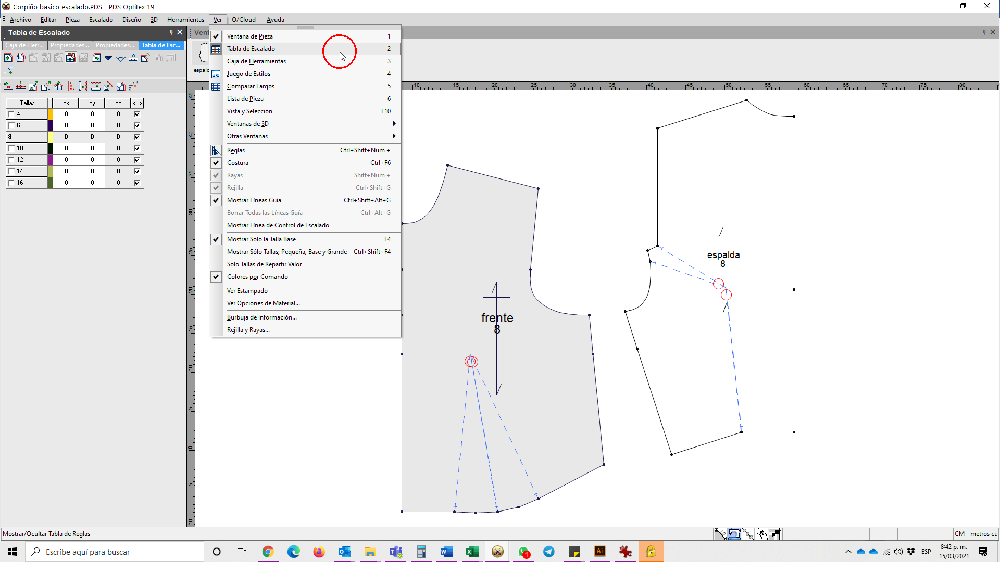 Corpiño basico escalado.PDS - PDS Optitex 19
Archivo Editar Pieza Escalado Diseño 3D Herramientas Ver O/Cloud Ayuda
Tabla de Escalado
Caja de Herr... Propiedades... Propiedades... Tabla de Esc...
Tallas dx dy dd <=>
4 0 0 0
6 0 0 0
8 0 0 0
10 0 0 0
12 0 0 0
14 0 0 0
16 0 0 0
Vent
espald
Ventana de Pieza 1
Tabla de Escalado 2
Caja de Herramientas 3
Juego de Estilos 4
Comparar Largos 5
Lista de Pieza 6
Vista y Selección F10
Ventanas de 3D
Otras Ventanas
Reglas Ctrl+Shift+Num +
Costura Ctrl+F6
Rayas Shift+Num +
Rejilla Ctrl+Shift+G
Mostrar Líneas Guía Ctrl+Shift+Alt+G
Borrar Todas las Líneas Guía Ctrl+Alt+G
Mostrar Línea de Control de Escalado
Mostrar Sólo la Talla Base F4
Mostrar Sólo Tallas; Pequeña, Base y Grande Ctrl+Shift+F4
Solo Tallas de Repartir Valor
Colores por Comando
Ver Estampado
Ver Opciones de Material...
Burbuja de Información...
Rejilla y Rayas...
10 15 20 25 30 35 40 45 50 55 60 65 70 75 80
45
40
35
30
25
20
15
10
5
0
-5
-10
espalda
8
frente
8
Mostrar/Ocultar Tabla de Reglas
CM - metros cu
Escribe aquí para buscar
1
Ai
ESP
8:42 p. m.
15/03/2021